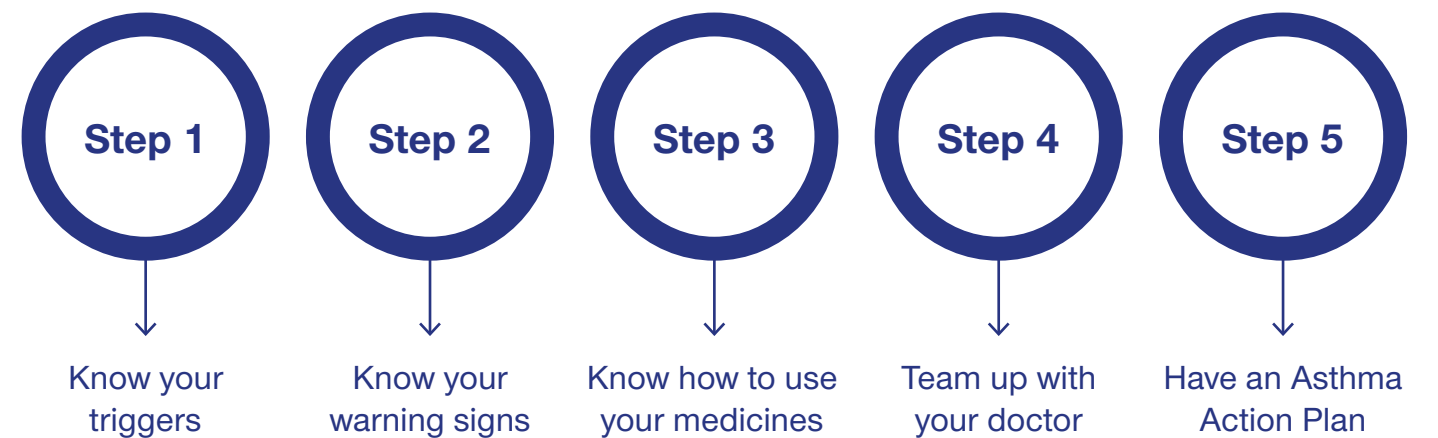 Step 1
Step 2
Step 3
Step 4
Step 5
Know your
triggers
Know your
warning signs
Know how to use
your medicines
Team up with
your doctor
Have an Asthma
Action Plan